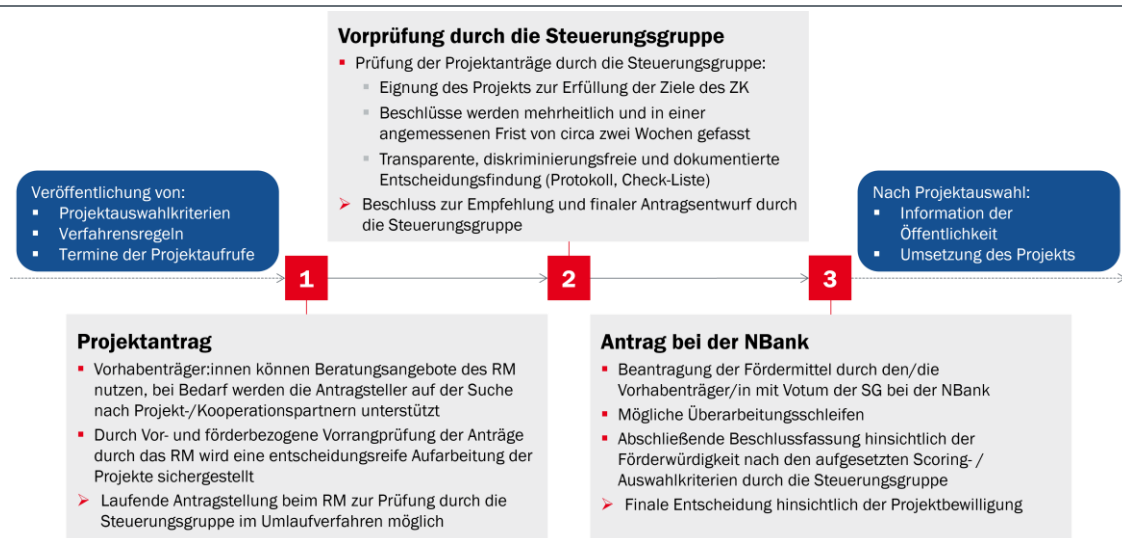 Vorprüfung durch die Steuerungsgruppe
▪ Prüfung der Projektanträge durch die Steuerungsgruppe:
▪ Eignung des Projekts zur Erfüllung der Ziele des ZK
▪ Beschlüsse werden mehrheitlich und in einer
angemessenen Frist von circa zwei Wochen gefasst
▪ Transparente, diskriminierungsfreie und dokumentierte
Entscheidungsfindung (Protokoll, Check-Liste)
➢ Beschluss zur Empfehlung und finaler Antragsentwurf durch
die Steuerungsgruppe
Veröffentlichung von:
▪ Projektauswahlkriterien
▪ Verfahrensregeln
▪ Termine der Projektaufrufe
Nach Projektauswahl:
▪ Information der
Öffentlichkeit
▪ Umsetzung des Projekts
1
2
3
Projektantrag
▪ Vorhabenträger:innen können Beratungsangebote des RM
nutzen, bei Bedarf werden die Antragsteller auf der Suche
nach Projekt-/Kooperationspartnern unterstützt
▪ Durch Vor- und förderbezogene Vorrangprüfung der Anträge
durch das RM wird eine entscheidungsreife Aufarbeitung der
Projekte sichergestellt
➢ Laufende Antragstellung beim RM zur Prüfung durch die
Steuerungsgruppe im Umlaufverfahren möglich
Antrag bei der NBank
▪ Beantragung der Fördermittel durch den/die
Vorhabenträger/in mit Votum der SG bei der NBank
▪ Mögliche Überarbeitungsschleifen
▪ Abschließende Beschlussfassung hinsichtlich der
Förderwürdigkeit nach den aufgesetzten Scoring- /
Auswahlkriterien durch die Steuerungsgruppe
➢ Finale Entscheidung hinsichtlich der Projektbewilligung